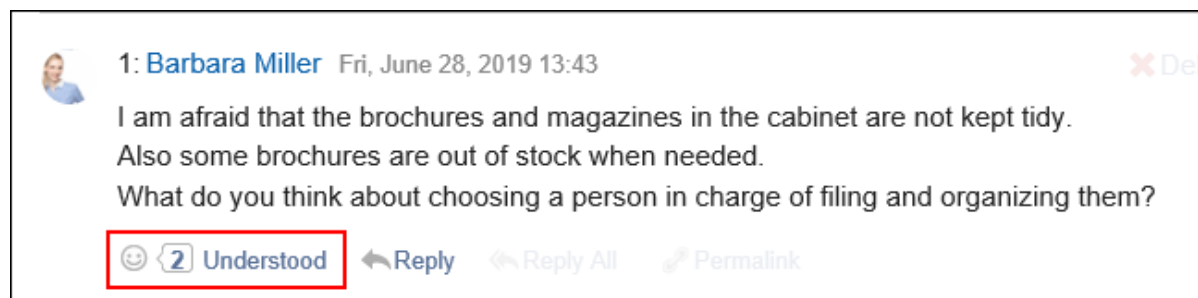 1: Barbara Miller Fri, June 28, 2019 13:43 Del
I am afraid that the brochures and magazines in the cabinet are not kept tidy.
Also some brochures are out of stock when needed.
What do you think about choosing a person in charge of filing and organizing them?
2 Understood Reply Reply All Permalink